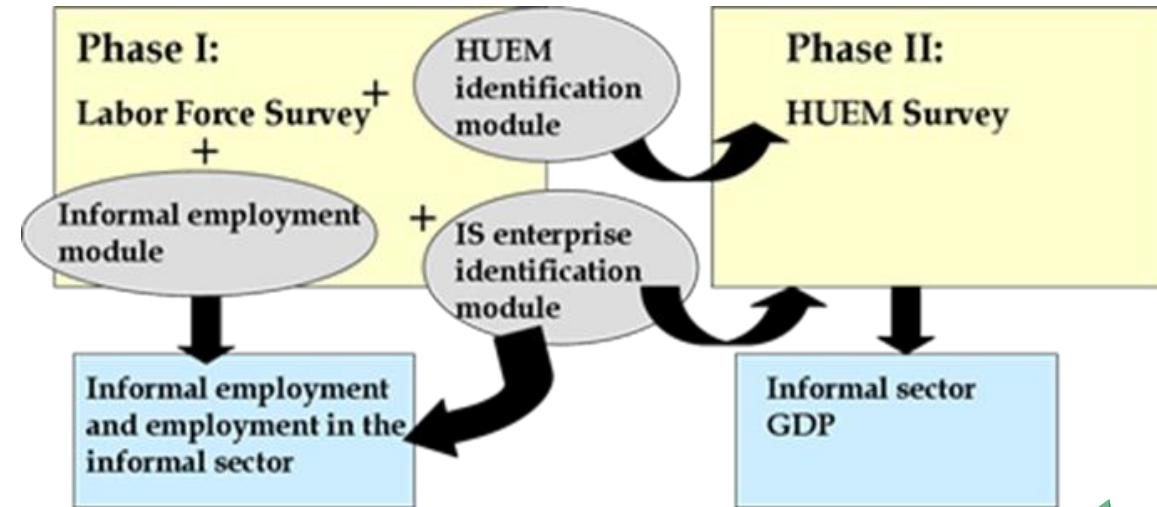 Phase I:
Labor Force Survey
+
+
Informal employment
module
HUEM
identification
module
+
IS enterprise
identification
module
Phase II:
HUEM Survey
Informal employment
and employment in the
informal sector
Informal sector
GDP